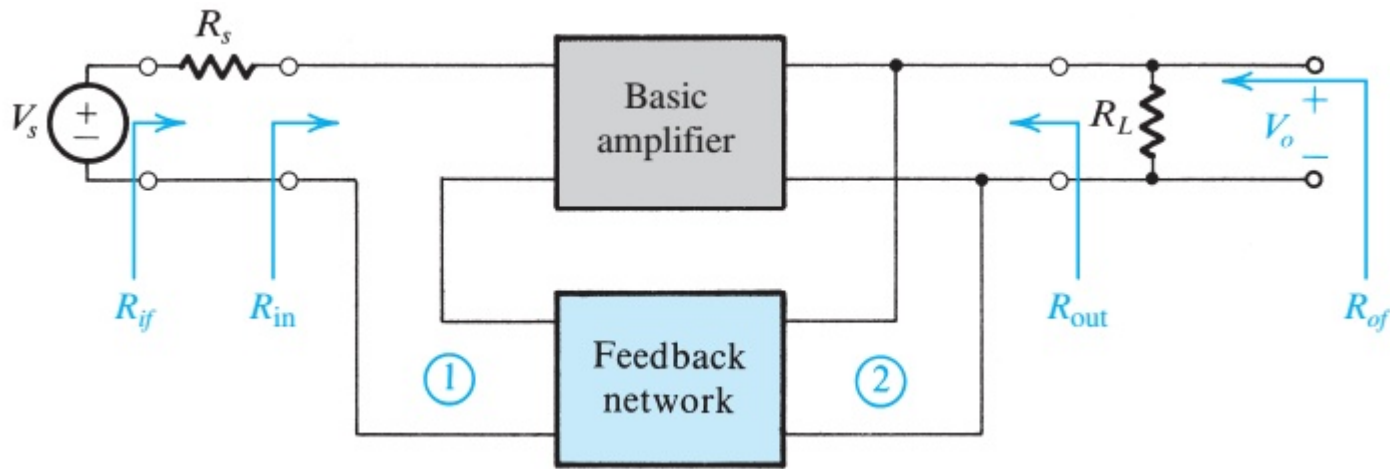 R_s
Basic
amplifier
V_s
+
−
R_L
+
V_o
−
R_if
R_in
R_out
R_of
Feedback
network
1
2